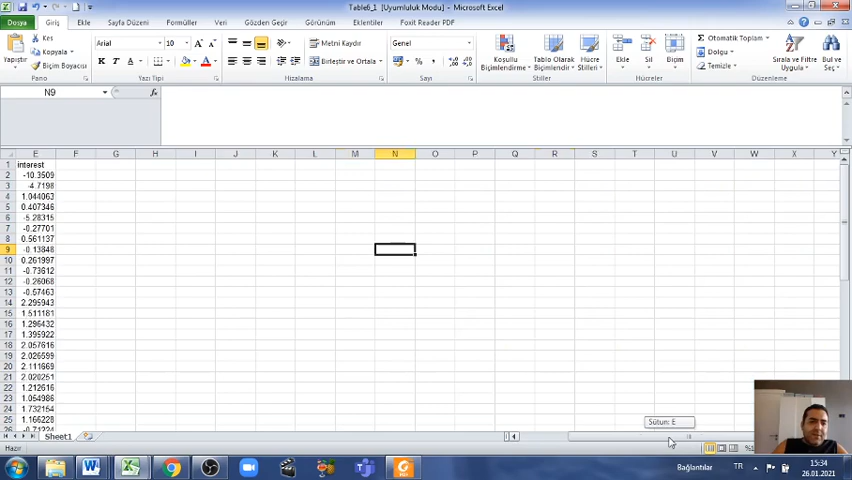 Table6_1 [Uyumluluk Modu] - Microsoft Excel
Dosya Giriş Ekle Sayfa Düzeni Formüller Veri Gözden Geçir Görünüm Eklentiler Foxit Reader PDF
Yapıştır
Kes
Kopyala
Biçim Boyacısı
Pano
Arial 10
K T A
Yazı Tipi
Metni Kaydır
Birleştir ve Ortala
Hizalama
Genel
%
Sayı
Koşullu Biçimlendirme
Tablo Olarak Biçimlendir
Hücre Stilleri
Stiller
Ekle Sil Biçim
Hücreler
Σ Otomatik Toplam
Dolgu
Temizle
Sırala ve Filtre Uygula
Bul ve Seç
Düzenleme
N9 fx
E F G H I J K L M N O P Q R S T U V W X Y
1 interest
2 -10.3509
3 -4.7198
4 1.044063
5 0.407346
6 -5.28315
7 -0.27701
8 0.561137
9 -0.13848
10 0.261997
11 -0.73612
12 -0.26068
13 -0.57463
14 2.295943
15 1.511181
16 1.296432
17 1.395922
18 2.057616
19 2.026599
20 2.111669
21 2.020251
22 1.212616
23 1.054986
24 1.732154
25 1.166228
26 -0.71224
Sütun: E
Sheet1
Hazır
Bağlantılar
TR
15:34
26.01.2021